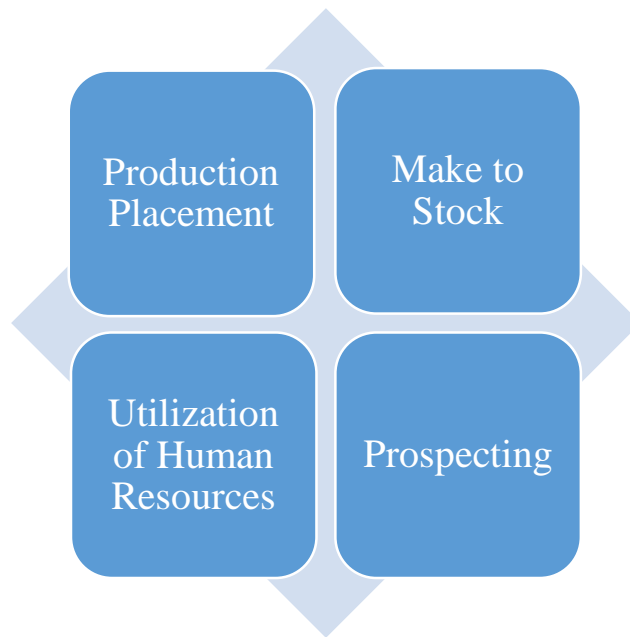 Production
Placement
Make to
Stock
Utilization
of Human
Resources
Prospecting